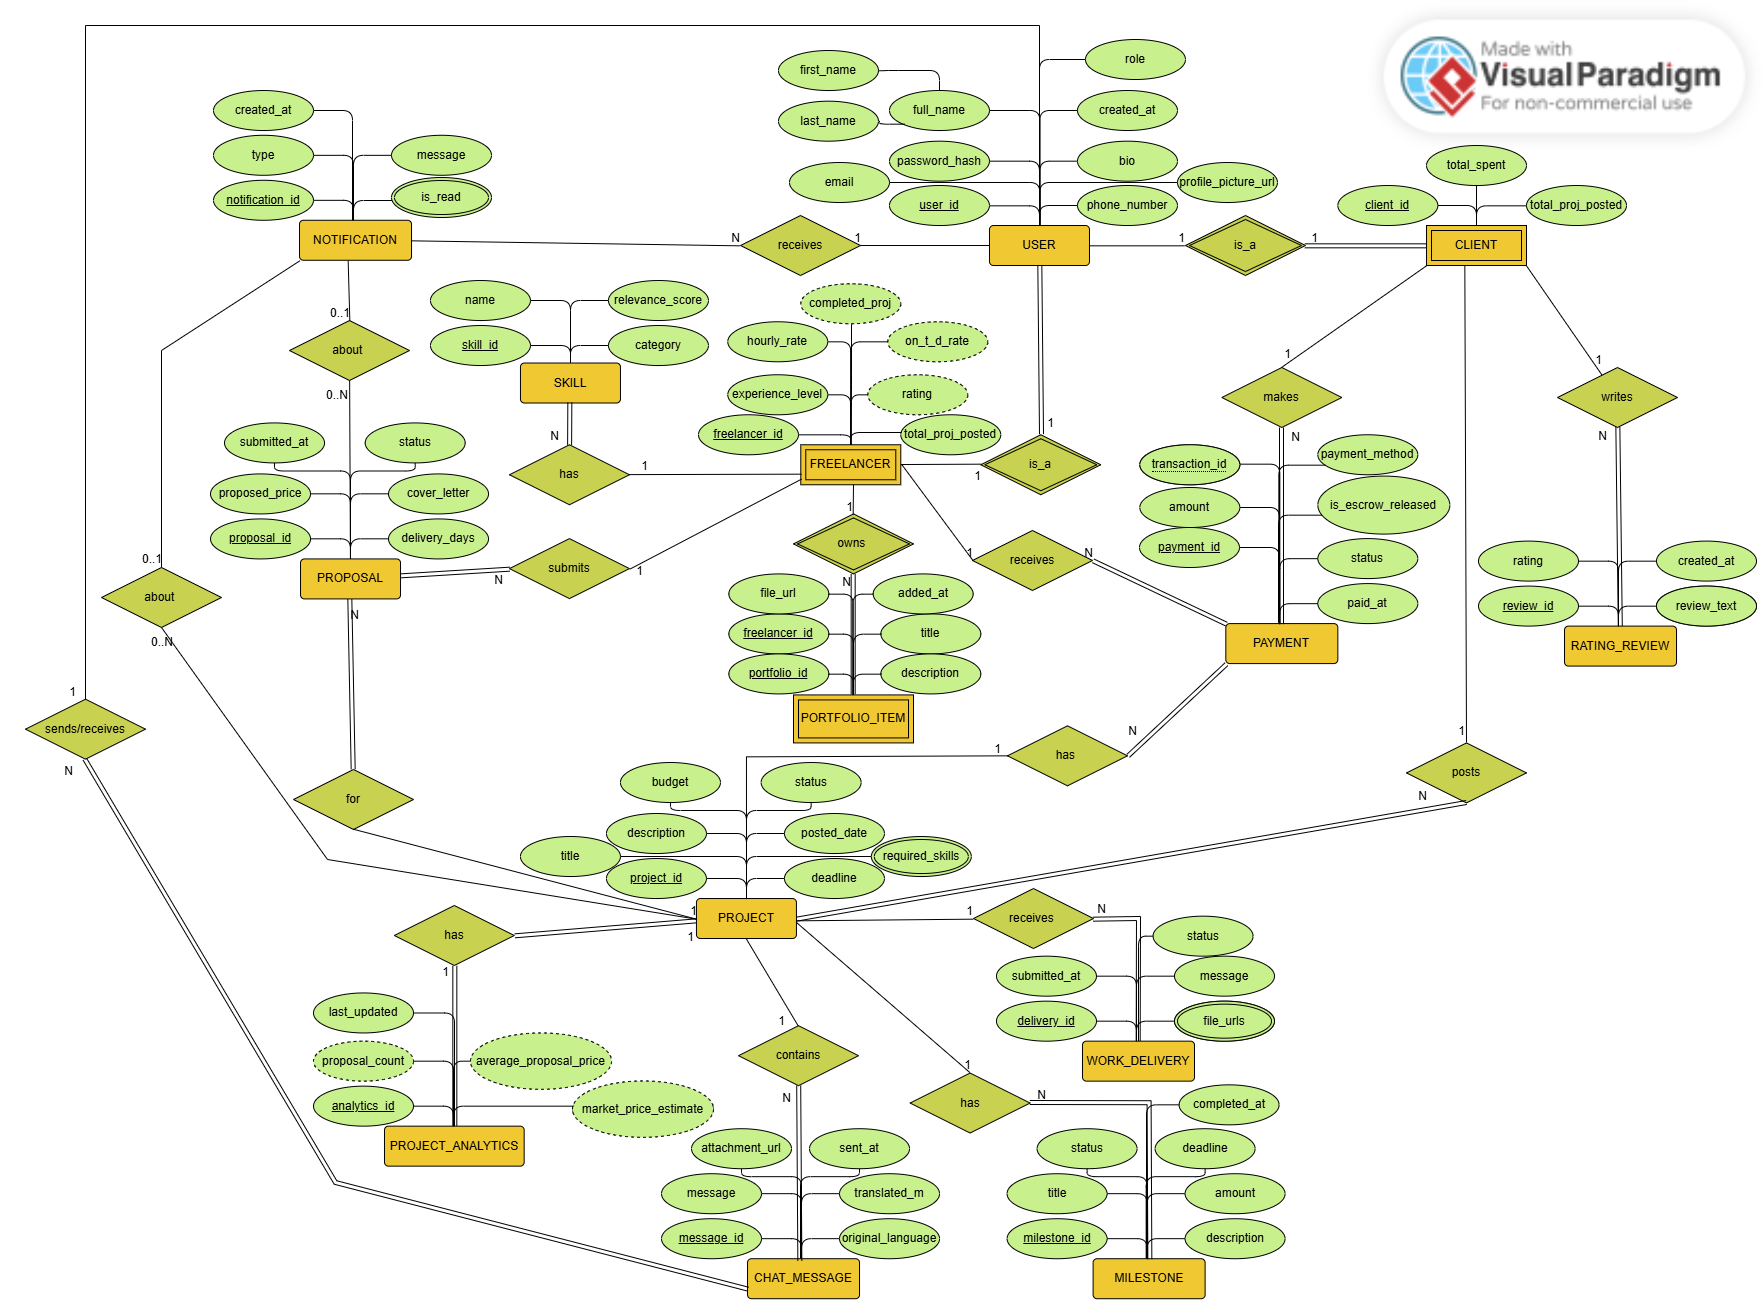 Made with
Visual Paradigm
For non-commercial use
role
first_name
full_name
last_name
created_at
password_hash
bio
email
profile_picture_url
user_id
phone_number
USER
created_at
type
message
notification_id
is_read
NOTIFICATION
N
receives
1
1
is_a
1
total_spent
client_id
total_proj_posted
CLIENT
name
relevance_score
skill_id
category
SKILL
N
has
1
completed_proj
hourly_rate
on_t_d_rate
experience_level
rating
freelancer_id
total_proj_posted
FREELANCER
1
is_a
1
0..1
about
0..N
submitted_at
status
proposed_price
cover_letter
proposal_id
delivery_days
PROPOSAL
N
submits
1
1
owns
N
file_url
added_at
freelancer_id
title
portfolio_id
description
PORTFOLIO_ITEM
1
receives
N
1
makes
N
transaction_id
payment_method
amount
is_escrow_released
payment_id
status
paid_at
PAYMENT
1
writes
N
rating
created_at
review_id
review_text
RATING_REVIEW
0..1
about
0..N
1
sends/receives
N
N
for
1
has
N
1
posts
N
budget
status
description
posted_date
title
required_skills
project_id
deadline
PROJECT
1
1
has
1
last_updated
proposal_count
average_proposal_price
analytics_id
market_price_estimate
PROJECT_ANALYTICS
1
contains
N
attachment_url
sent_at
message
translated_m
message_id
original_language
CHAT_MESSAGE
1
receives
N
status
submitted_at
message
delivery_id
file_urls
WORK_DELIVERY
1
has
N
completed_at
status
deadline
title
amount
milestone_id
description
MILESTONE